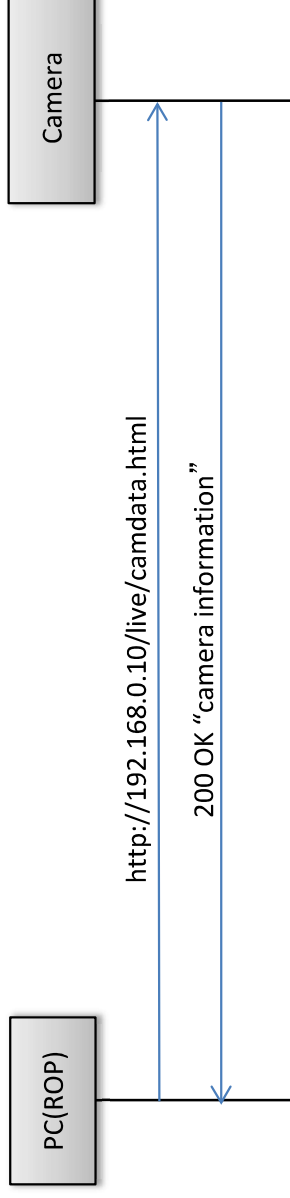 PC(ROP)
Camera
http://192.168.0.10/live/camdata.html
200 OK “camera information”